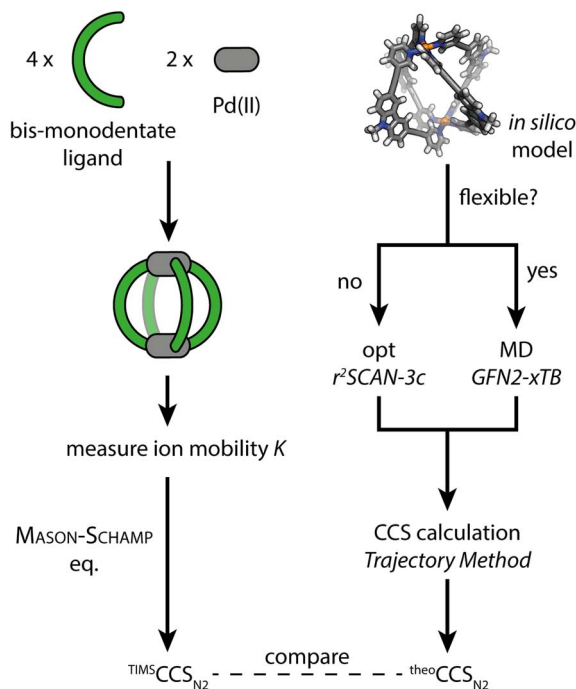 4 x
2 x
Pd(II)
bis-monodentate
ligand
in silico
model
flexible?
no
yes
opt
r²SCAN-3c
MD
GFN2-xTB
measure ion mobility K
MASON-SCHAMP
eq.
CCS calculation
Trajectory Method
TIMSCCSN2
compare
theoCCSN2